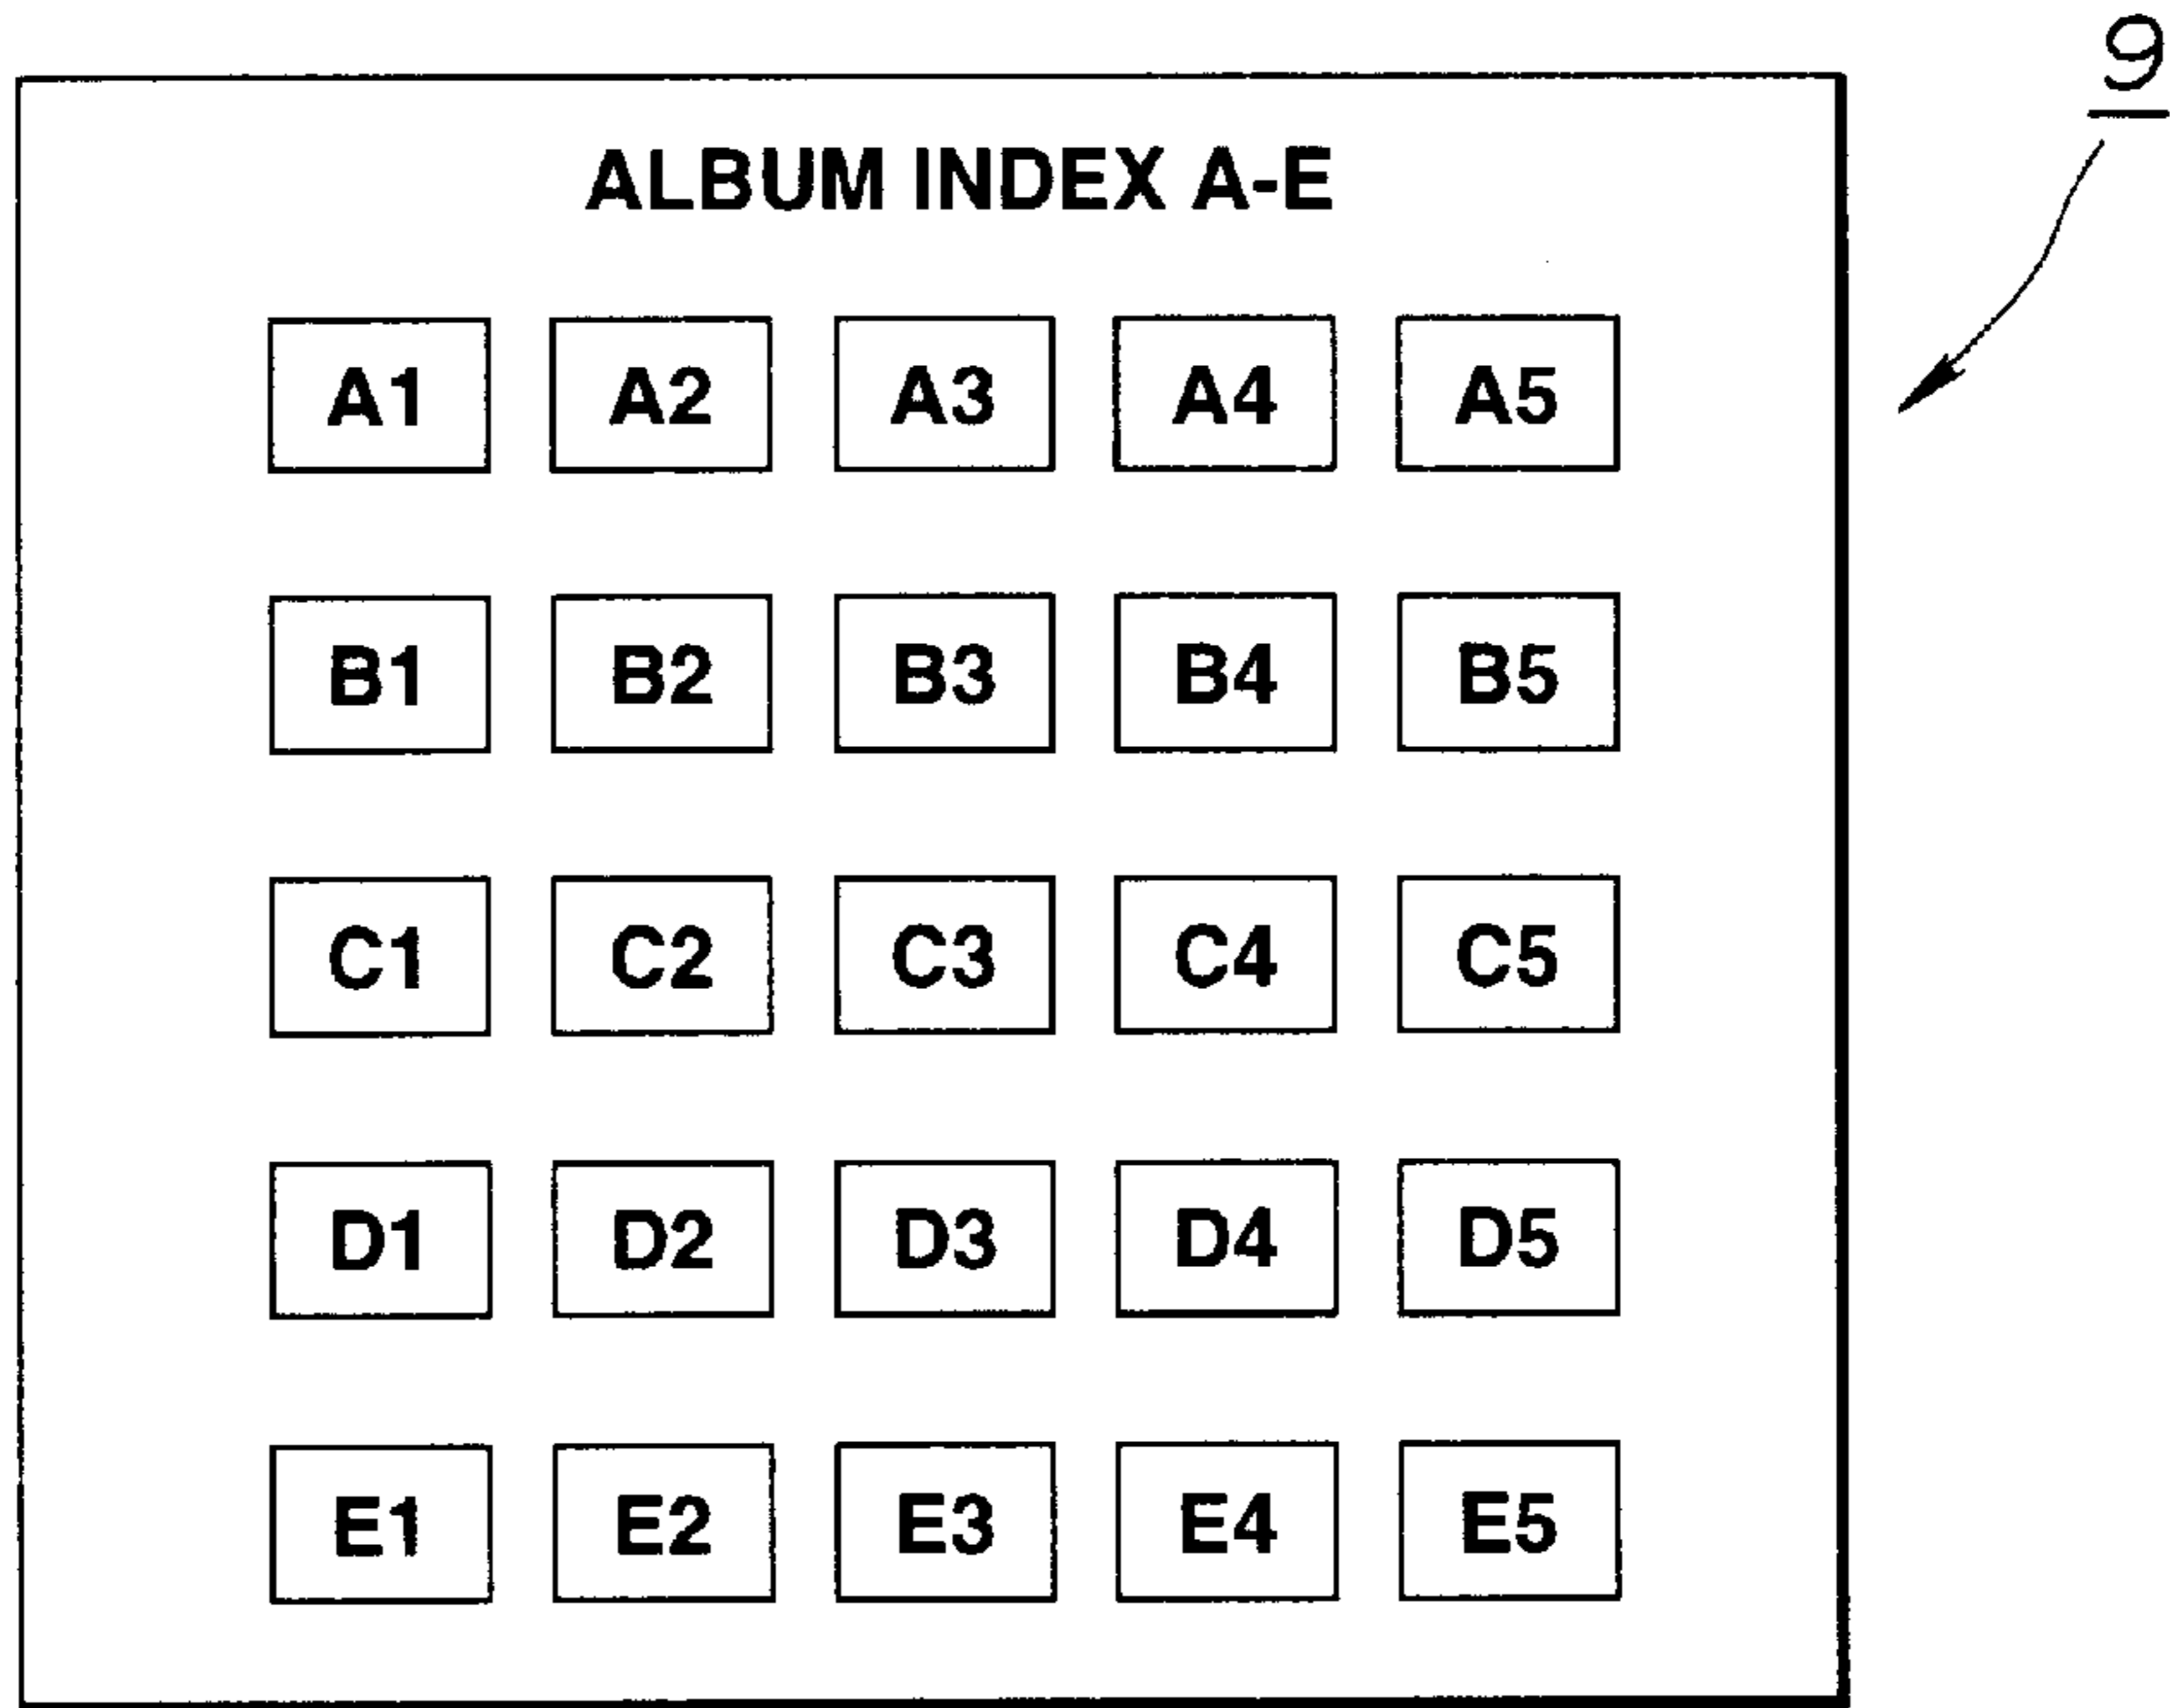 ALBUM INDEX A-E
A1 A2 A3 A4 A5
B1 B2 B3 B4 B5
C1 C2 C3 C4 C5
D1 D2 D3 D4 D5
E1 E2 E3 E4 E5